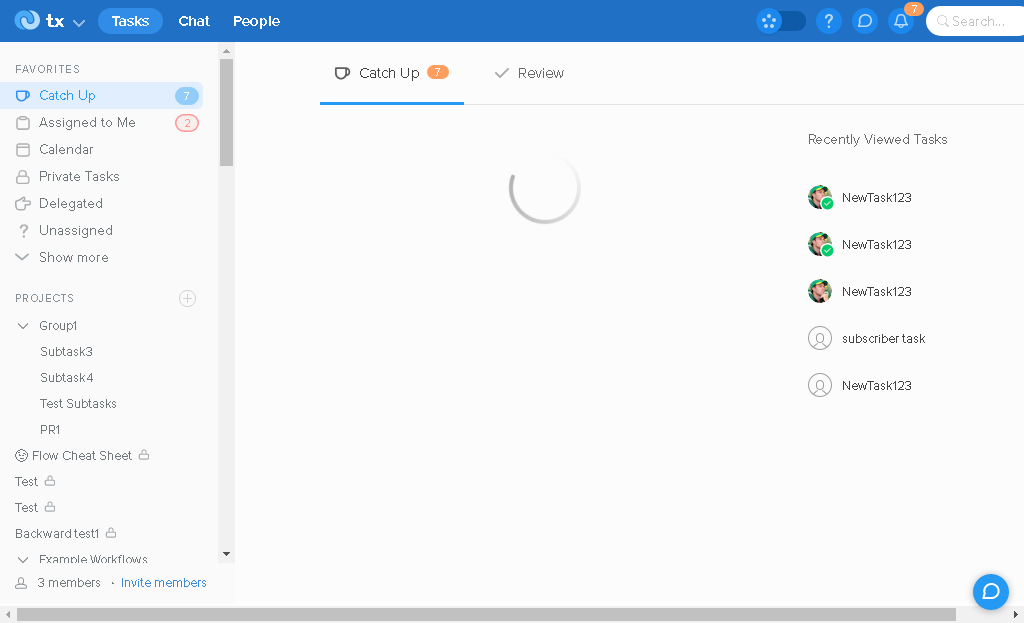 tx
Tasks
Chat
People
?
7
Search...
FAVORITES
Catch Up
7
Assigned to Me
2
Calendar
Private Tasks
Delegated
? Unassigned
Show more
PROJECTS
Group1
Subtask3
Subtask4
Test Subtasks
PR1
Flow Cheat Sheet
Test
Test
Backward test1
Example Workflows
3 members · Invite members
Catch Up 7
Review
Recently Viewed Tasks
NewTask123
NewTask123
NewTask123
subscriber task
NewTask123